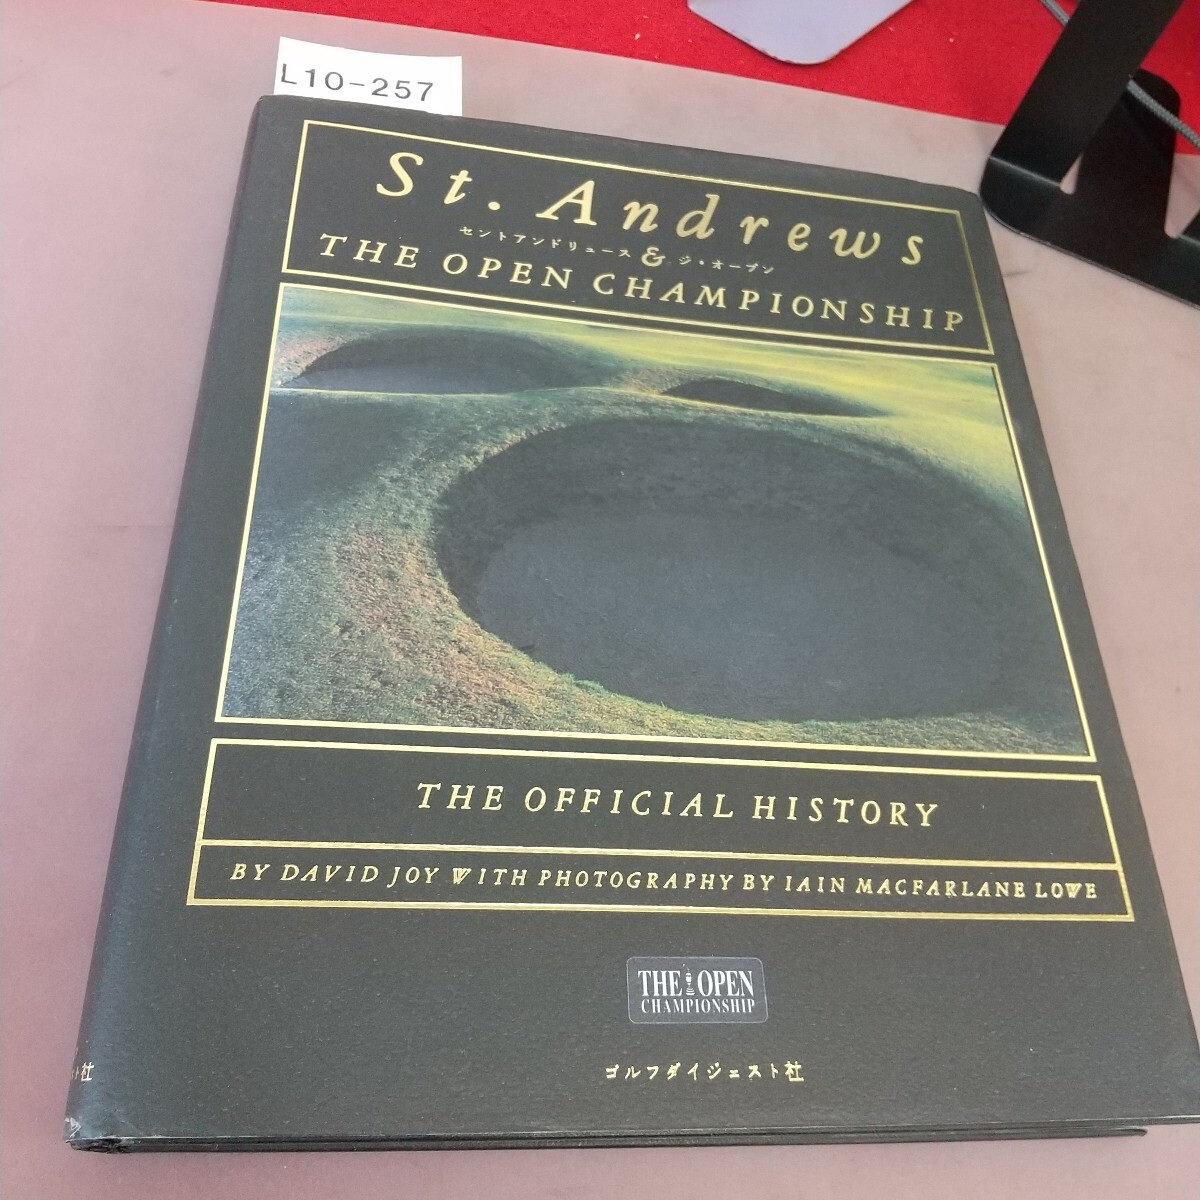 L10-257
St. Andrews
セントアンドリュース & ジ・オープン
THE OPEN CHAMPIONSHIP
THE OFFICIAL HISTORY
BY DAVID JOY WITH PHOTOGRAPHY BY IAIN MACFARLANE LOWE
THE OPEN
CHAMPIONSHIP
ゴルフダイジェスト社
ト社